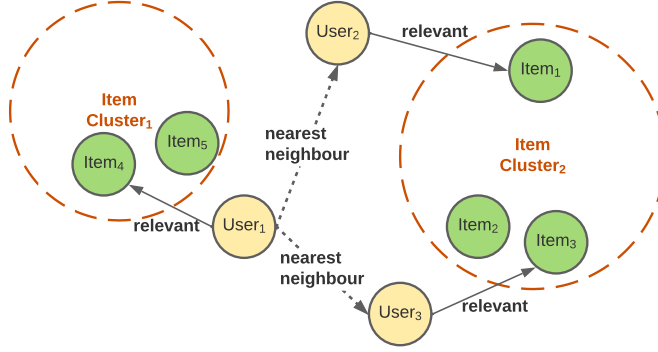 User₂
relevant
Item₁
Item
Cluster₁
Item₅
Item₄
nearest
neighbour
Item
Cluster₂
relevant
User₁
Item₂
Item₃
nearest
neighbour
User₃
relevant